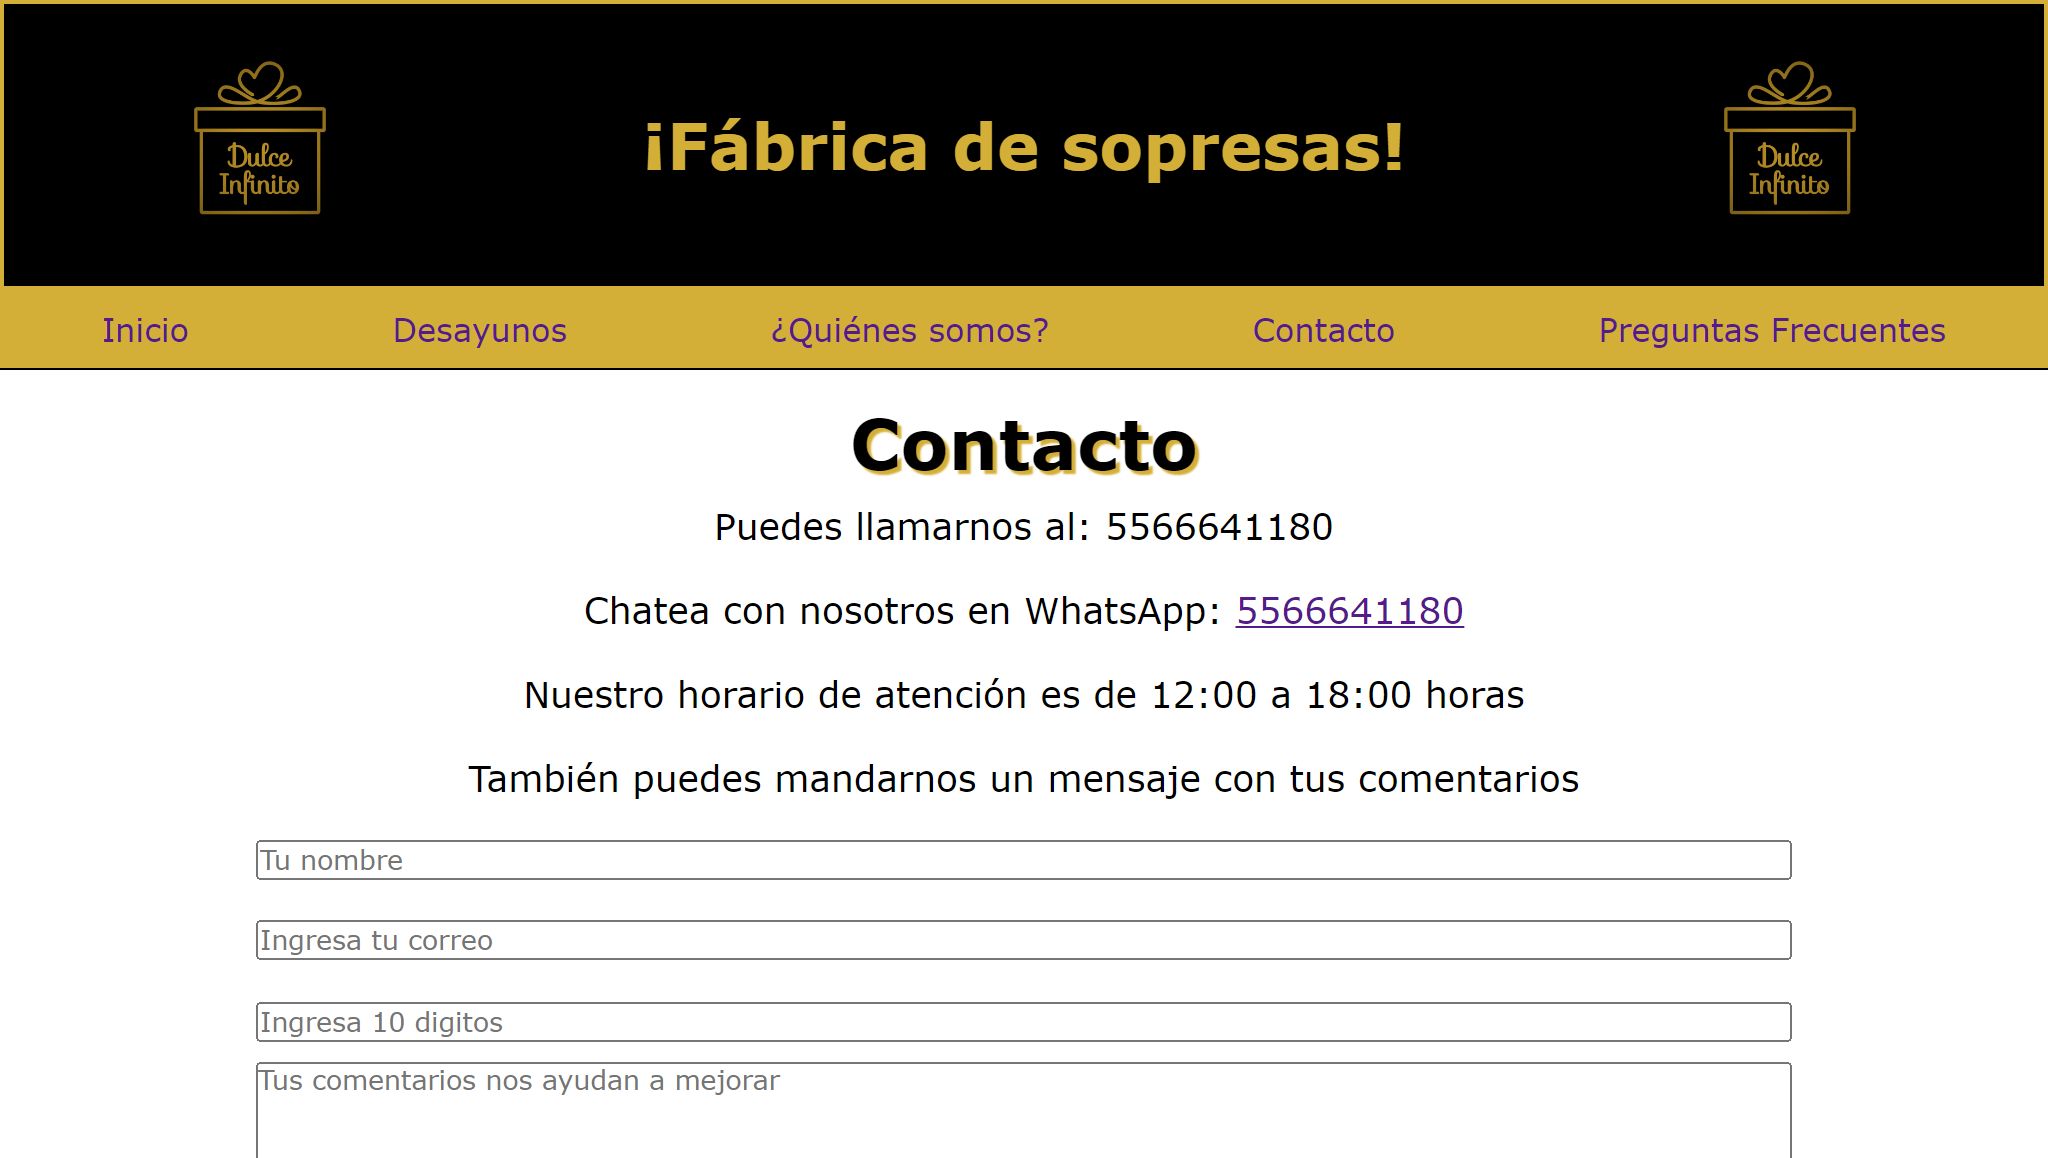 Dulce
Infinito
¡Fábrica de sopresas!
Dulce
Infinito
Inicio
Desayunos
¿Quiénes somos?
Contacto
Preguntas Frecuentes
Contacto
Puedes llamarnos al: 5566641180
Chatea con nosotros en WhatsApp: 5566641180
Nuestro horario de atención es de 12:00 a 18:00 horas
También puedes mandarnos un mensaje con tus comentarios
Tu nombre
Ingresa tu correo
Ingresa 10 digitos
Tus comentarios nos ayudan a mejorar